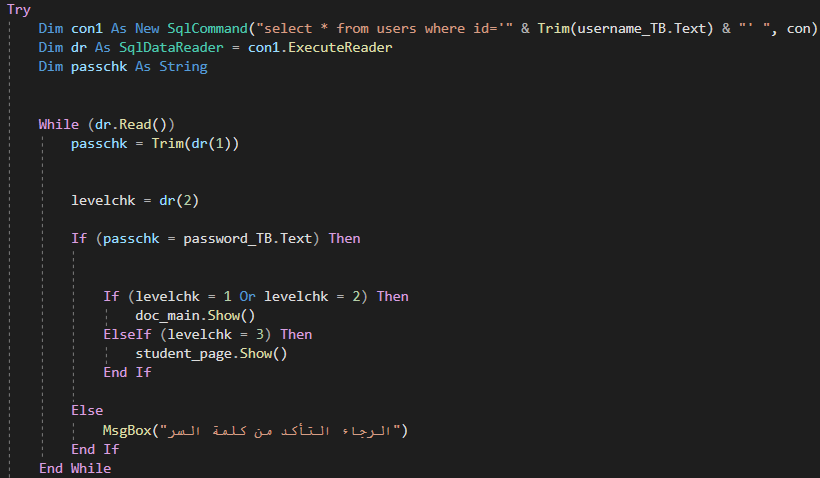 Try
Dim con1 As New SqlCommand("select * from users where id='" & Trim(username_TB.Text) & "' ", con)
Dim dr As SqlDataReader = con1.ExecuteReader
Dim passchk As String
While (dr.Read())
passchk = Trim(dr(1))
levelchk = dr(2)
If (passchk = password_TB.Text) Then
If (levelchk = 1 Or levelchk = 2) Then
doc_main.Show()
ElseIf (levelchk = 3) Then
student_page.Show()
End If
Else
MsgBox("الرجاء التأكد من كلمة السر")
End If
End While